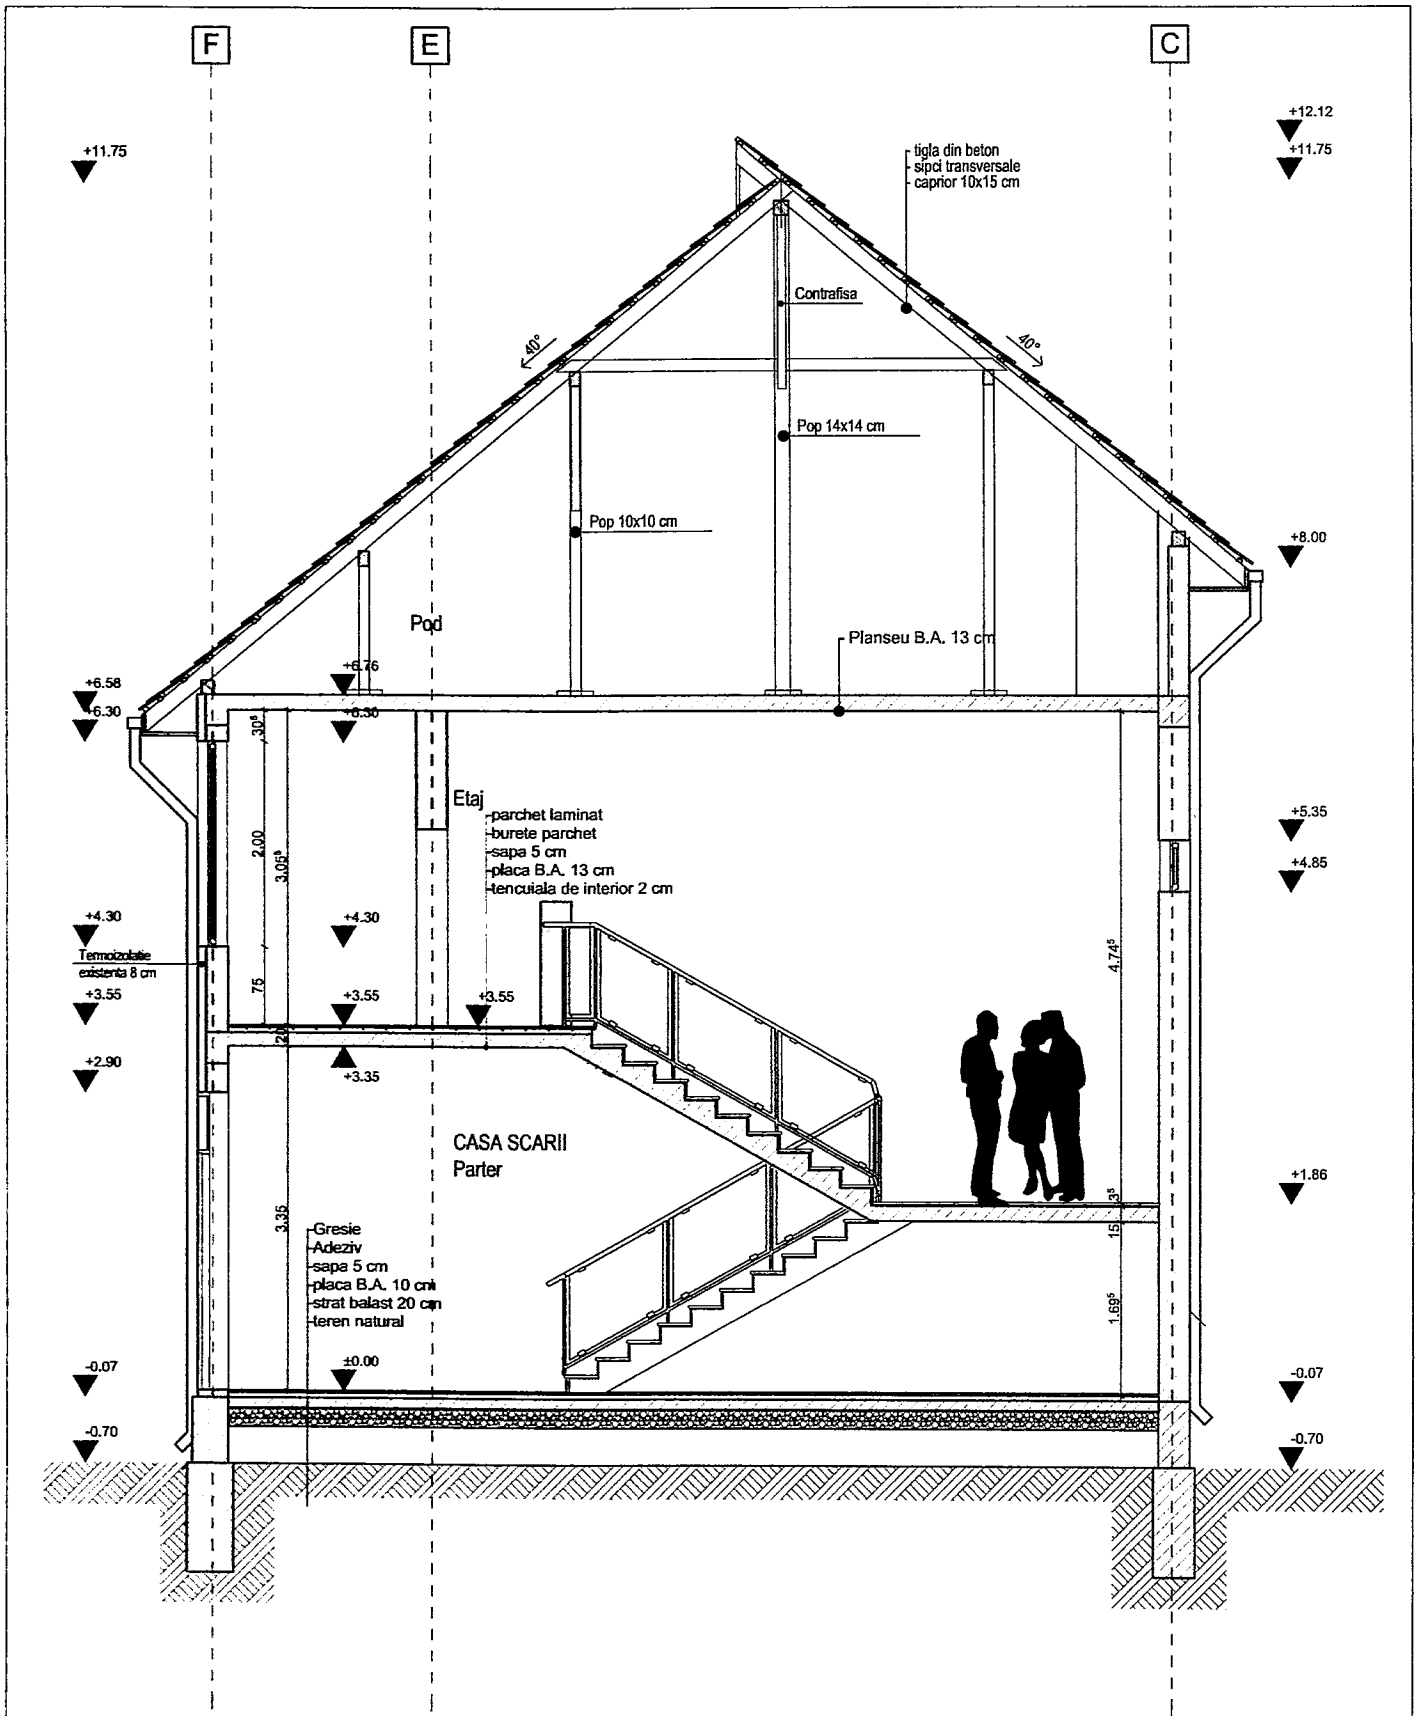 F
E
C
+12.12
+11.75
+11.75
tigla din beton
sipci transversale
caprior 10x15 cm
Contrafisa
40°
40°
Pop 14x14 cm
Pop 10x10 cm
+8.00
Pod
Planseu B.A. 13 cm
+6.76
+6.58
+6.30
+6.30
30⁵
Etaj
parchet laminat
burete parchet
sapa 5 cm
placa B.A. 13 cm
tencuiala de interior 2 cm
+5.35
+4.85
2.00
3.05⁵
+4.30
+4.30
4.74⁵
Termoizolatie
existenta 8 cm
75
+3.55
+3.55
+3.55
20
+2.90
+3.35
CASA SCARII
Parter
+1.86
3⁵
15
3.35
Gresie
Adeziv
sapa 5 cm
placa B.A. 10 cm
strat balast 20 cm
teren natural
1.69⁵
-0.07
±0.00
-0.07
-0.70
-0.70